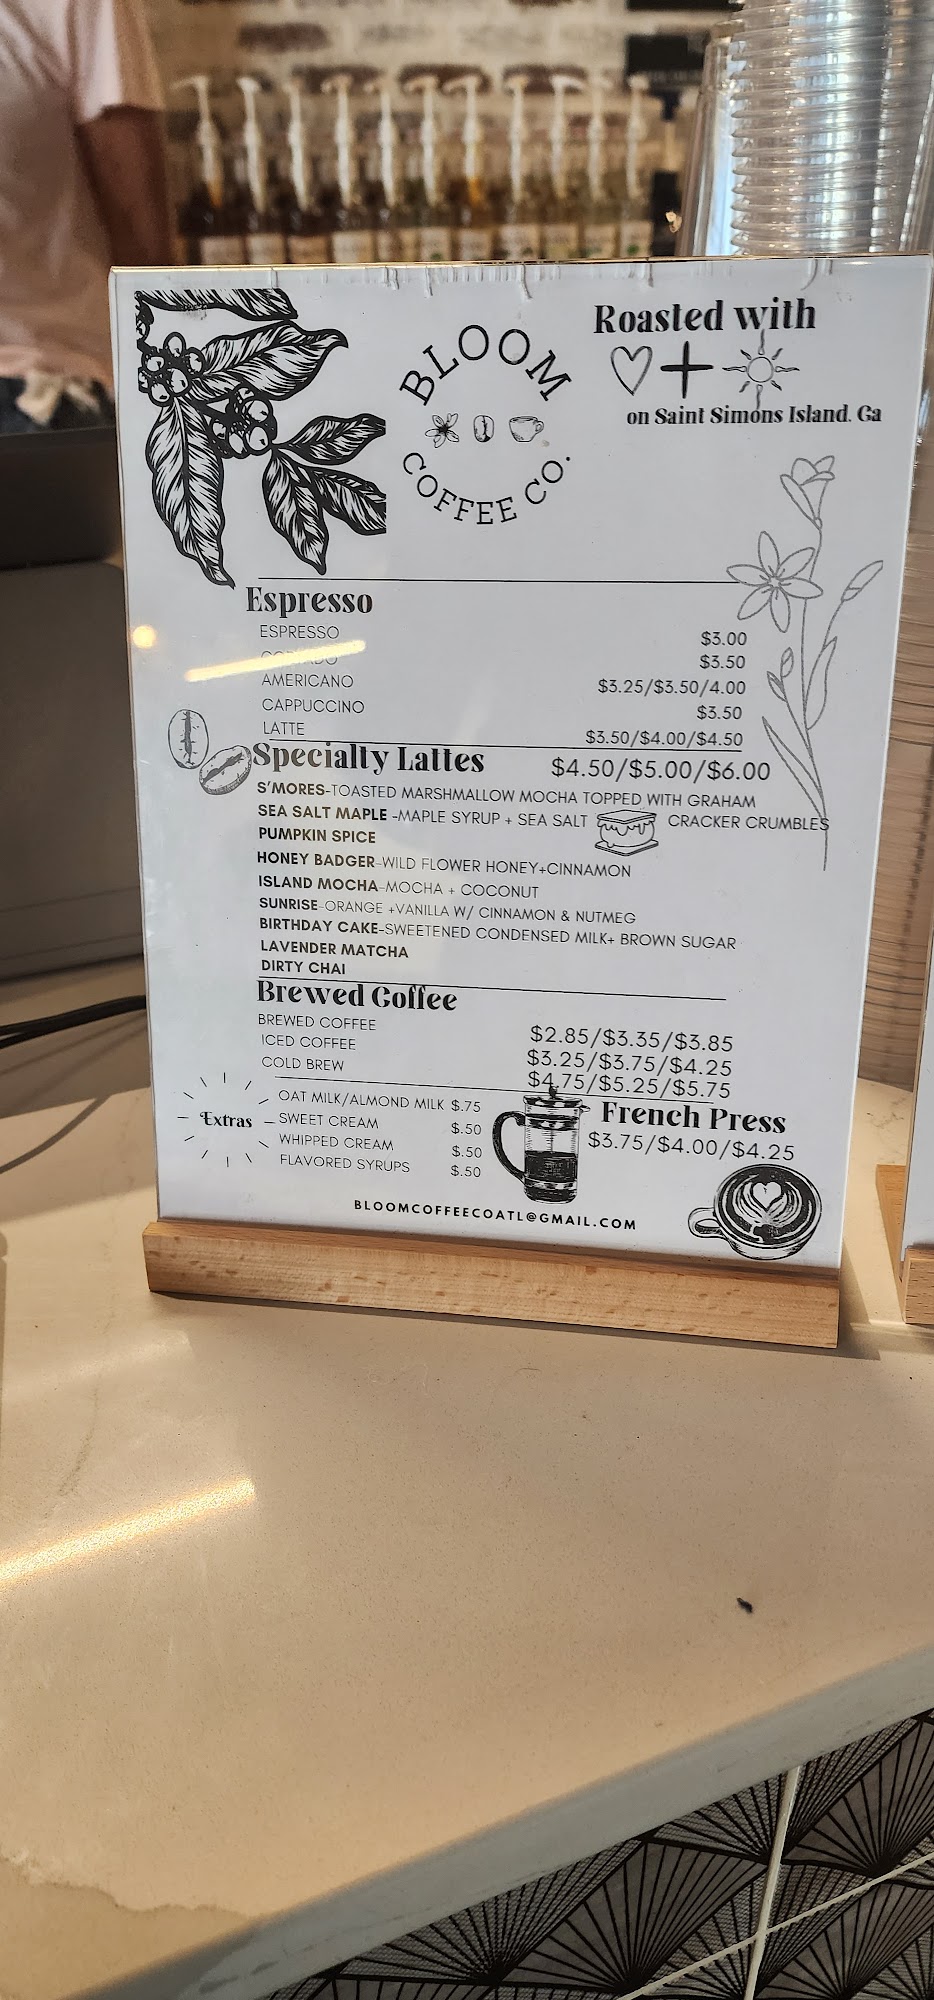 BLOOM
COFFEE CO.
Roasted with
on Saint Simons Island. Ga
Espresso
ESPRESSO $3.00
$3.50
AMERICANO $3.25/$3.50/4.00
CAPPUCCINO $3.50
LATTE $3.50/$4.00/$4.50
Specialty Lattes $4.50/$5.00/$6.00
S'MORES-TOASTED MARSHMALLOW MOCHA TOPPED WITH GRAHAM
CRACKER CRUMBLES
SEA SALT MAPLE -MAPLE SYRUP + SEA SALT
PUMPKIN SPICE
HONEY BADGER-WILD FLOWER HONEY+CINNAMON
ISLAND MOCHA-MOCHA + COCONUT
SUNRISE-ORANGE +VANILLA W/ CINNAMON & NUTMEG
BIRTHDAY CAKE-SWEETENED CONDENSED MILK+ BROWN SUGAR
LAVENDER MATCHA
DIRTY CHAI
Brewed Coffee
BREWED COFFEE $2.85/$3.35/$3.85
ICED COFFEE $3.25/$3.75/$4.25
COLD BREW $4.75/$5.25/$5.75
Extras
OAT MILK/ALMOND MILK $.75
SWEET CREAM $.50
WHIPPED CREAM $.50
FLAVORED SYRUPS $.50
French Press
$3.75/$4.00/$4.25
BLOOMCOFFEECOATL@GMAIL.COM